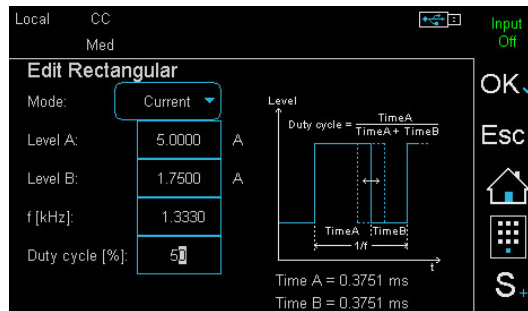 Local CC
Med
Input
Off
Edit Rectangular
Mode: Current
Level A: 5.0000 A
Level B: 1.7500 A
f [kHz]: 1.3330
Duty cycle [%]: 50
Level
Duty cycle = TimeA
TimeA + TimeB
TimeA TimeB
1/f
t
Time A = 0.3751 ms
Time B = 0.3751 ms
OK
Esc
S+